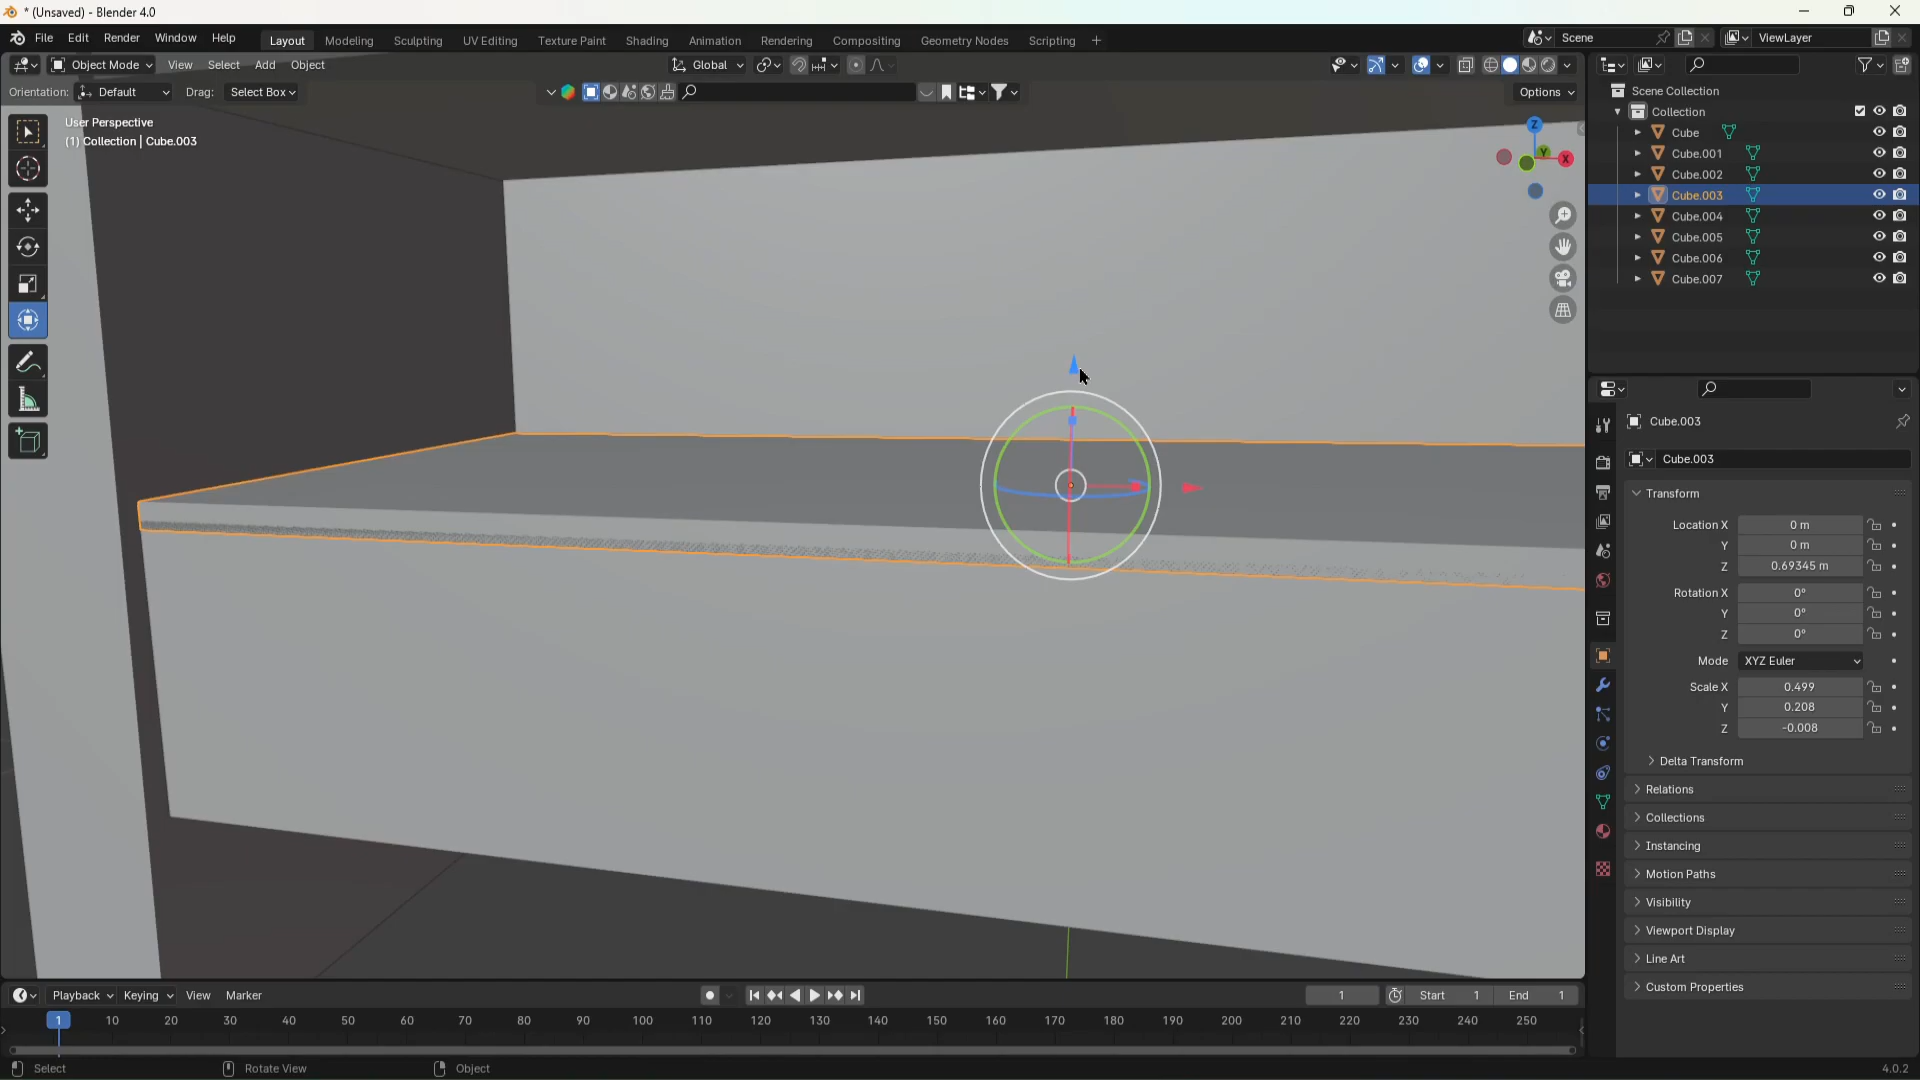 * (Unsaved) - Blender 4.0
File Edit Render Window Help Layout Modeling Sculpting UV Editing Texture Paint Shading Animation Rendering Compositing Geometry Nodes Scripting + Scene ViewLayer
Object Mode View Select Add Object Global
Orientation: Default Drag: Select Box Options
User Perspective
(1) Collection | Cube.003
Z
Y
X
Scene Collection
Collection
Cube
Cube.001
Cube.002
Cube.003
Cube.004
Cube.005
Cube.006
Cube.007
Cube.003
Cube.003
Transform
Location X 0 m
Y 0 m
Z 0.69345 m
Rotation X 0°
Y 0°
Z 0°
Mode XYZ Euler
Scale X 0.499
Y 0.208
Z -0.008
Delta Transform
Relations
Collections
Instancing
Motion Paths
Visibility
Viewport Display
Line Art
Custom Properties
Playback Keying View Marker 1 Start 1 End 1
1 10 20 30 40 50 60 70 80 90 100 110 120 130 140 150 160 170 180 190 200 210 220 230 240 250
Select Rotate View Object 4.0.2